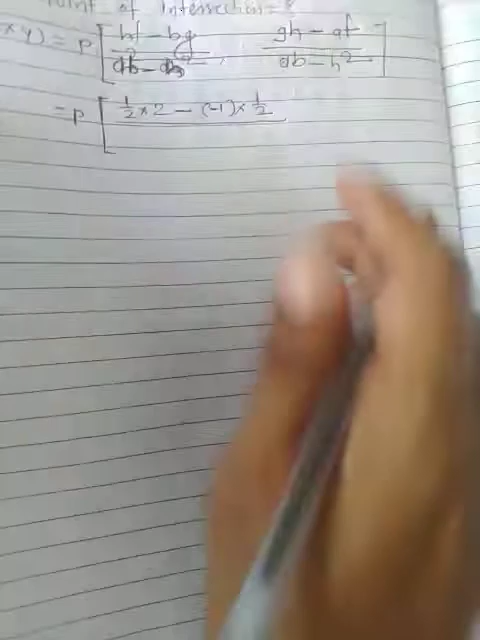 Point of Intersection = ?
x y) = P [ hf - bg / ab - h² , gh - af / ab - h² ]
= P [ ½ × 2 - (-1) × ½